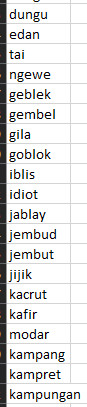 dungu
edan
tai
ngewe
geblek
gembel
gila
goblok
iblis
idiot
jablay
jembud
jembut
jijik
kacrut
kafir
modar
kampang
kampret
kampungan